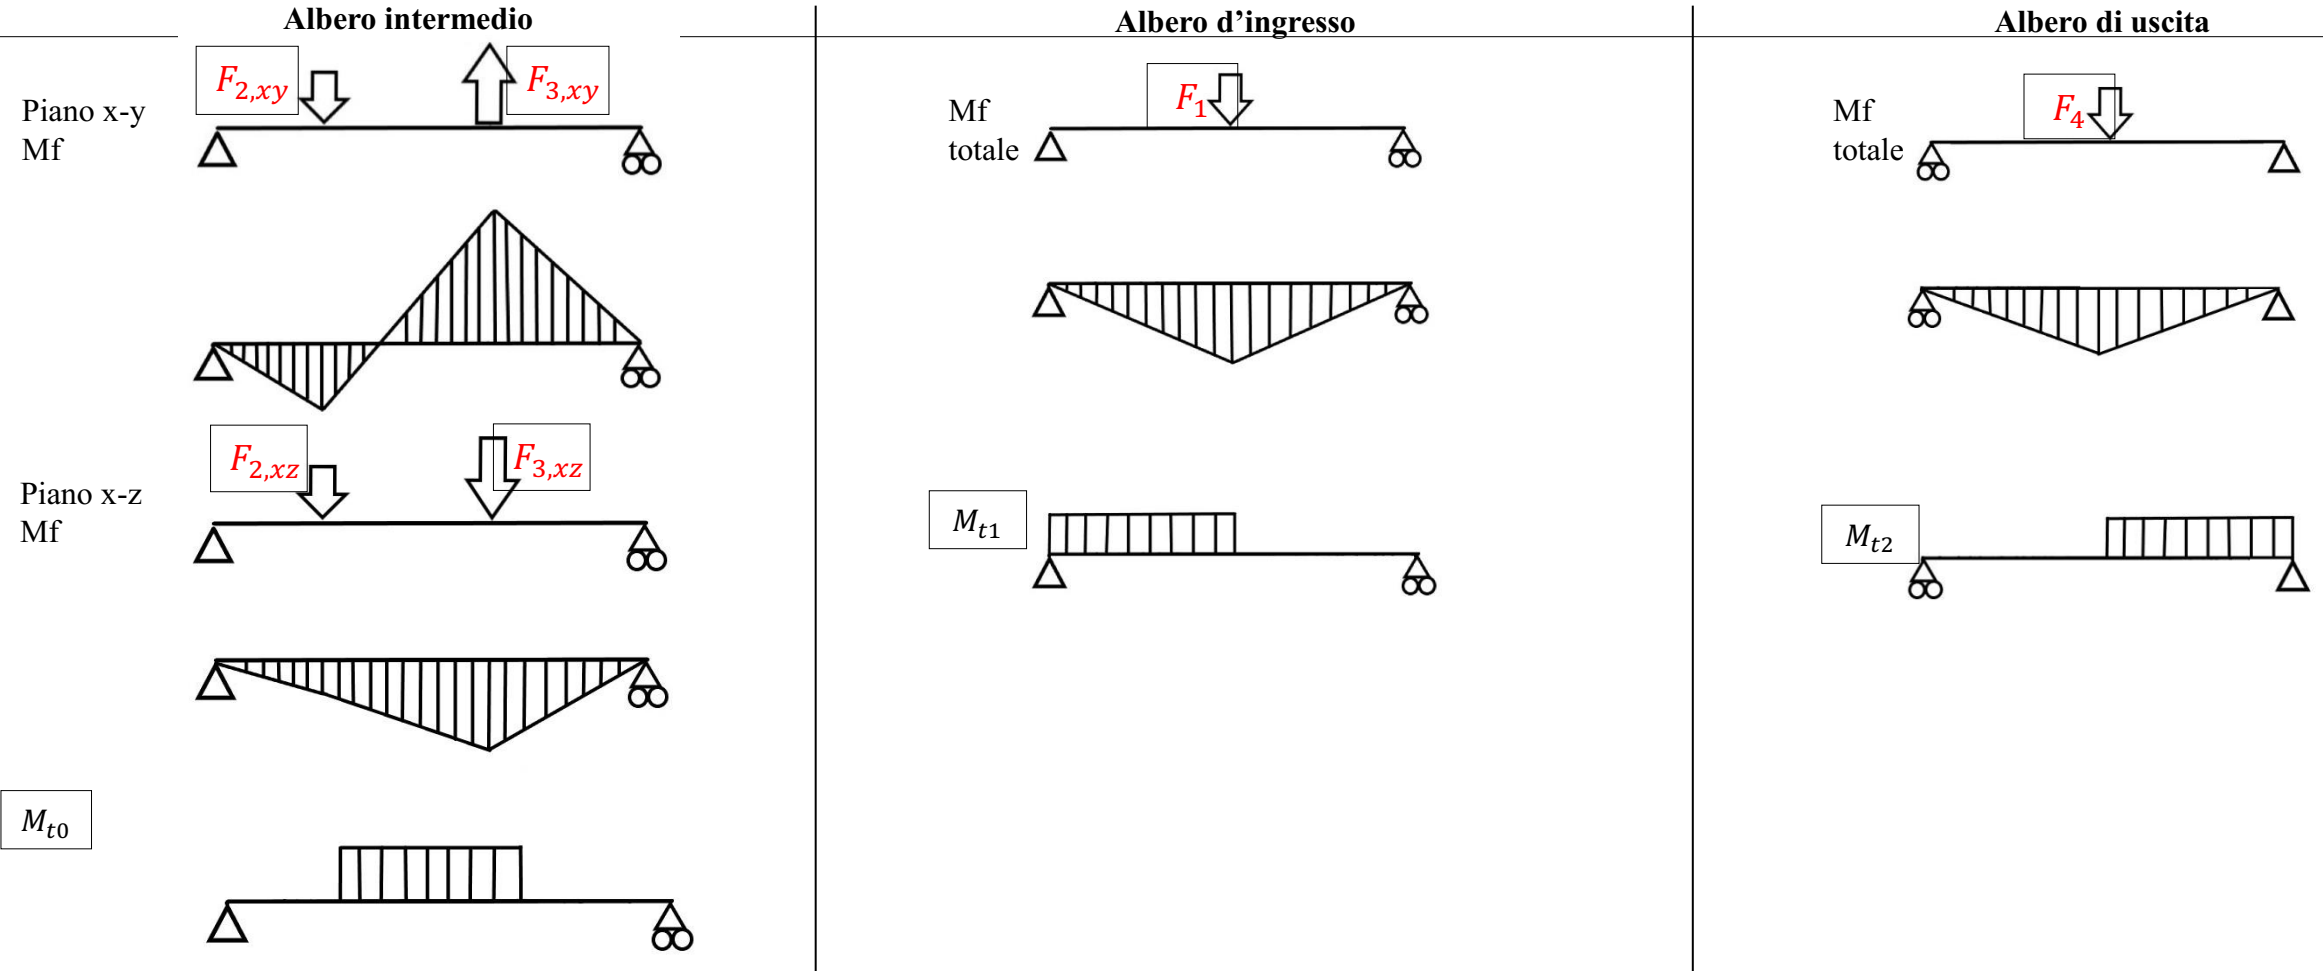 Albero intermedio
F2,xy
F3,xy
Piano x-y
Mf
F2,xz
F3,xz
Piano x-z
Mf
Mt0
Albero d’ingresso
F1
Mf
totale
Mt1
Albero di uscita
F4
Mf
totale
Mt2